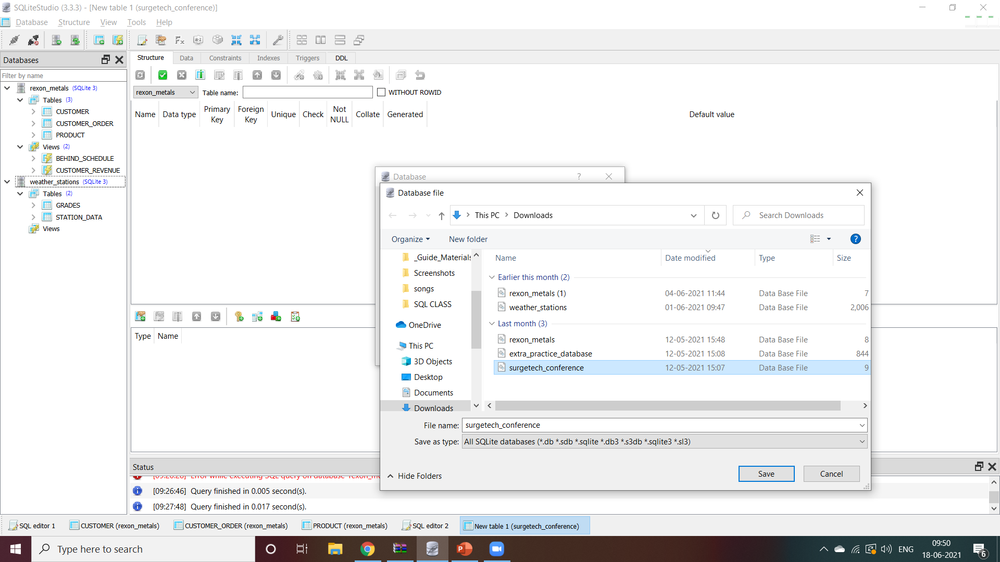 SQLiteStudio (3.3.3) - [New table 1 (surgetech_conference)]
Database Structure View Tools Help
Databases
Filter by name
rexon_metals (SQLite 3)
Tables (3)
CUSTOMER
CUSTOMER_ORDER
PRODUCT
Views (2)
BEHIND_SCHEDULE
CUSTOMER_REVENUE
weather_stations (SQLite 3)
Tables (2)
GRADES
STATION_DATA
Views
Structure Data Constraints Indexes Triggers DDL
rexon_metals Table name: WITHOUT ROWID
Name Data type Primary Key Foreign Key Unique Check Not NULL Collate Generated Default value
Type Name
Database ?
Database file
This PC > Downloads
Search Downloads
Organize New folder ?
_Guide_Materials
Screenshots
songs
SQL CLASS
OneDrive
This PC
3D Objects
Desktop
Documents
Downloads
Name Date modified Type Size
Earlier this month (2)
rexon_metals (1) 04-06-2021 11:44 Data Base File 7
weather_stations 01-06-2021 09:47 Data Base File 2,006
Last month (3)
rexon_metals 12-05-2021 15:48 Data Base File 8
extra_practice_database 12-05-2021 15:08 Data Base File 844
surgetech_conference 12-05-2021 15:07 Data Base File 9
File name: surgetech_conference
Save as type: All SQLite databases (*.db *.sdb *.sqlite *.db3 *.s3db *.sqlite3 *.sl3)
Hide Folders Save Cancel
Status
Error while executing SQL query on database
[09:26:46] Query finished in 0.005 second(s).
[09:27:48] Query finished in 0.017 second(s).
SQL editor 1 CUSTOMER (rexon_metals) CUSTOMER_ORDER (rexon_metals) PRODUCT (rexon_metals) SQL editor 2 New table 1 (surgetech_conference)
Type here to search
ENG
09:50
18-06-2021
6